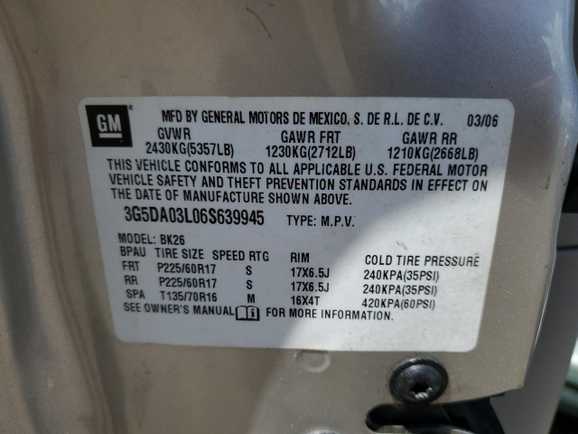 GM
MFD BY GENERAL MOTORS DE MEXICO, S. DE R.L. DE C.V. 03/06
GVWR GAWR FRT GAWR RR
2430KG(5357LB) 1230KG(2712LB) 1210KG(2668LB)
THIS VEHICLE CONFORMS TO ALL APPLICABLE U.S. FEDERAL MOTOR
VEHICLE SAFETY AND THEFT PREVENTION STANDARDS IN EFFECT ON
THE DATE OF MANUFACTURE SHOWN ABOVE.
3G5DA03L06S639945 TYPE: M.P.V.
MODEL: BK26
BPAU TIRE SIZE SPEED RTG RIM COLD TIRE PRESSURE
FRT P225/60R17 S 17X6.5J 240KPA(35PSI)
RR P225/60R17 S 17X6.5J 240KPA(35PSI)
SPA T135/70R16 M 16X4T 420KPA(60PSI)
SEE OWNER'S MANUAL FOR MORE INFORMATION.